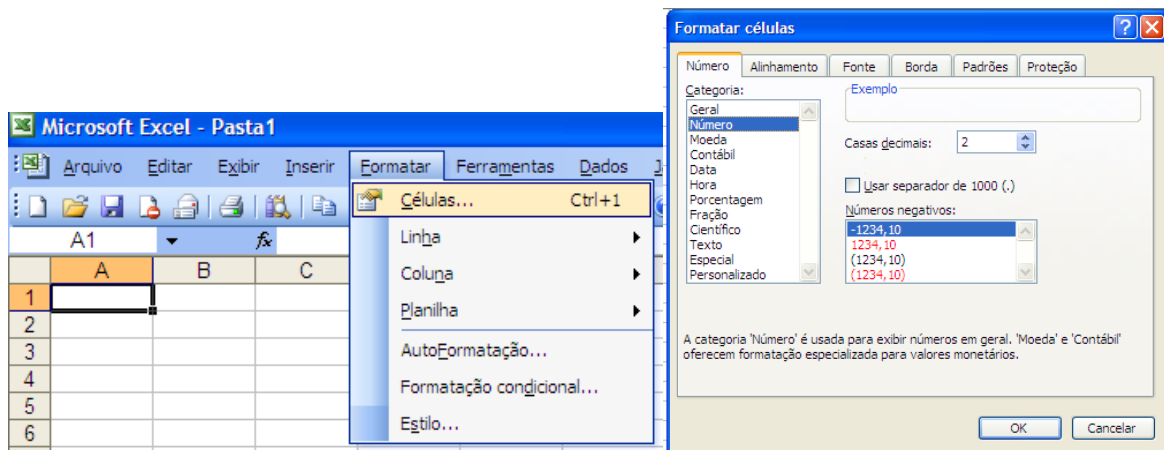 Microsoft Excel - Pasta1
Arquivo Editar Exibir Inserir Formatar Ferramentas Dados
Células... Ctrl+1
Linha
Coluna
Planilha
AutoFormatação...
Formatação condicional...
Estilo...
A1 fx
A B C
1
2
3
4
5
6
Formatar células
Número Alinhamento Fonte Borda Padrões Proteção
Categoria:
Geral
Número
Moeda
Contábil
Data
Hora
Porcentagem
Fração
Científico
Texto
Especial
Personalizado
Exemplo
Casas decimais: 2
Usar separador de 1000 (.)
Números negativos:
-1234,10
1234,10
(1234,10)
(1234,10)
A categoria 'Número' é usada para exibir números em geral. 'Moeda' e 'Contábil'
oferecem formatação especializada para valores monetários.
OK Cancelar